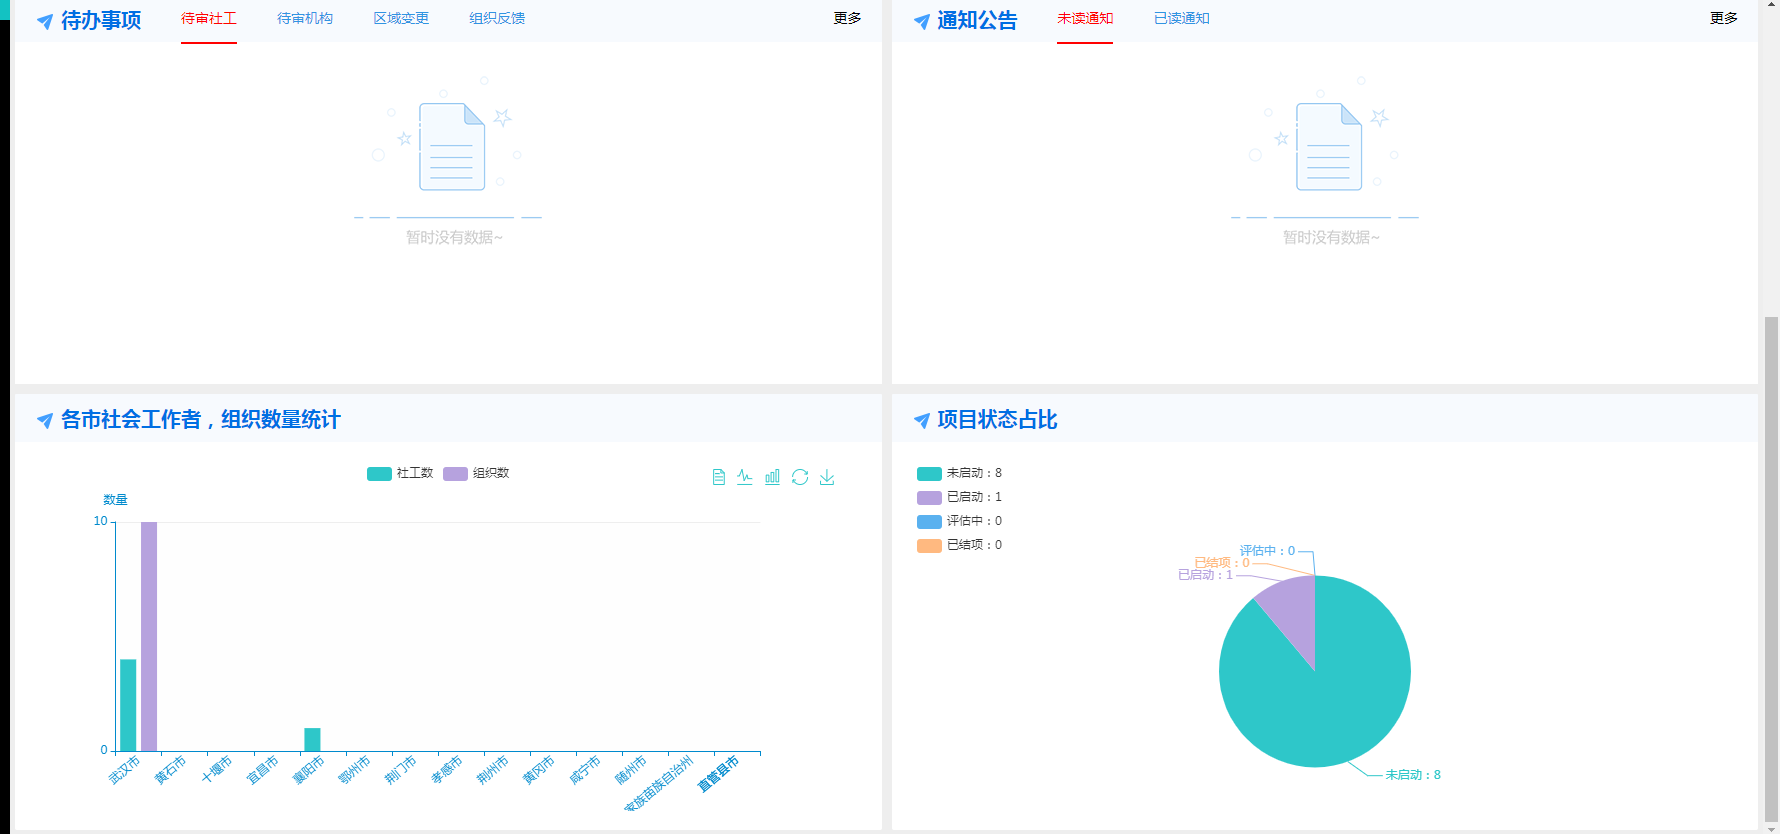 待办事项 待审社工 待审机构 区域变更 组织反馈 更多
暂时没有数据~
通知公告 未读通知 已读通知 更多
暂时没有数据~
各市社会工作者，组织数量统计
社工数 组织数
数量
10
0
武汉市 黄石市 十堰市 宜昌市 襄阳市 鄂州市 荆门市 孝感市 荆州市 黄冈市 咸宁市 随州市 家族苗族自治州 直管县市
项目状态占比
未启动：8
已启动：1
评估中：0
已结项：0
评估中：0
已结项：0
已启动：1
未启动：8